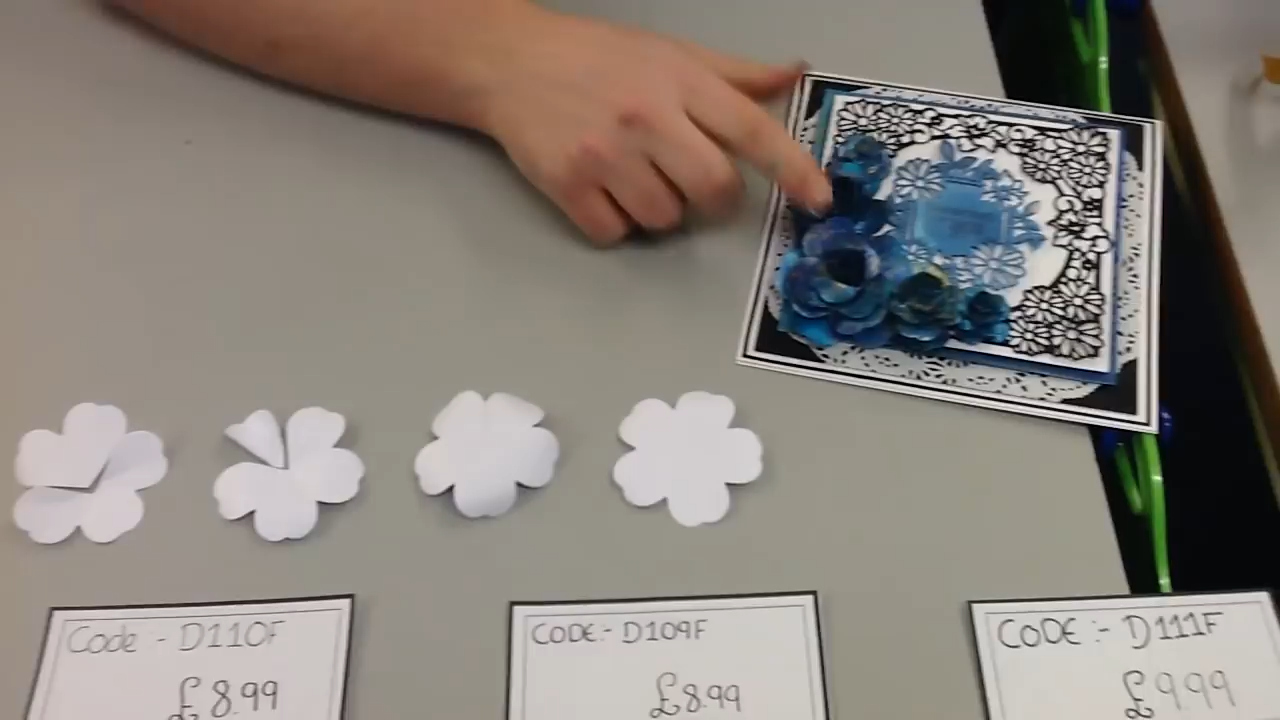 Code :- D110F
£8.99
CODE:- D109F
£8.99
CODE :- D111F
£9.99